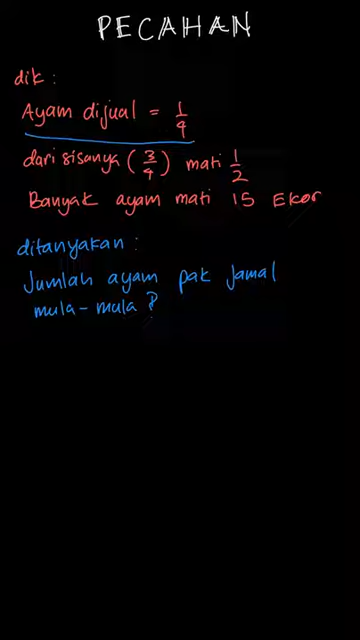 PECAHAN
dik :
Ayam dijual = 1/4
dari sisanya ( 3/4 ) mati 1/2
Banyak ayam mati 15 Ekor
ditanyakan :
Jumlah ayam pak Jamal
mula - mula ?